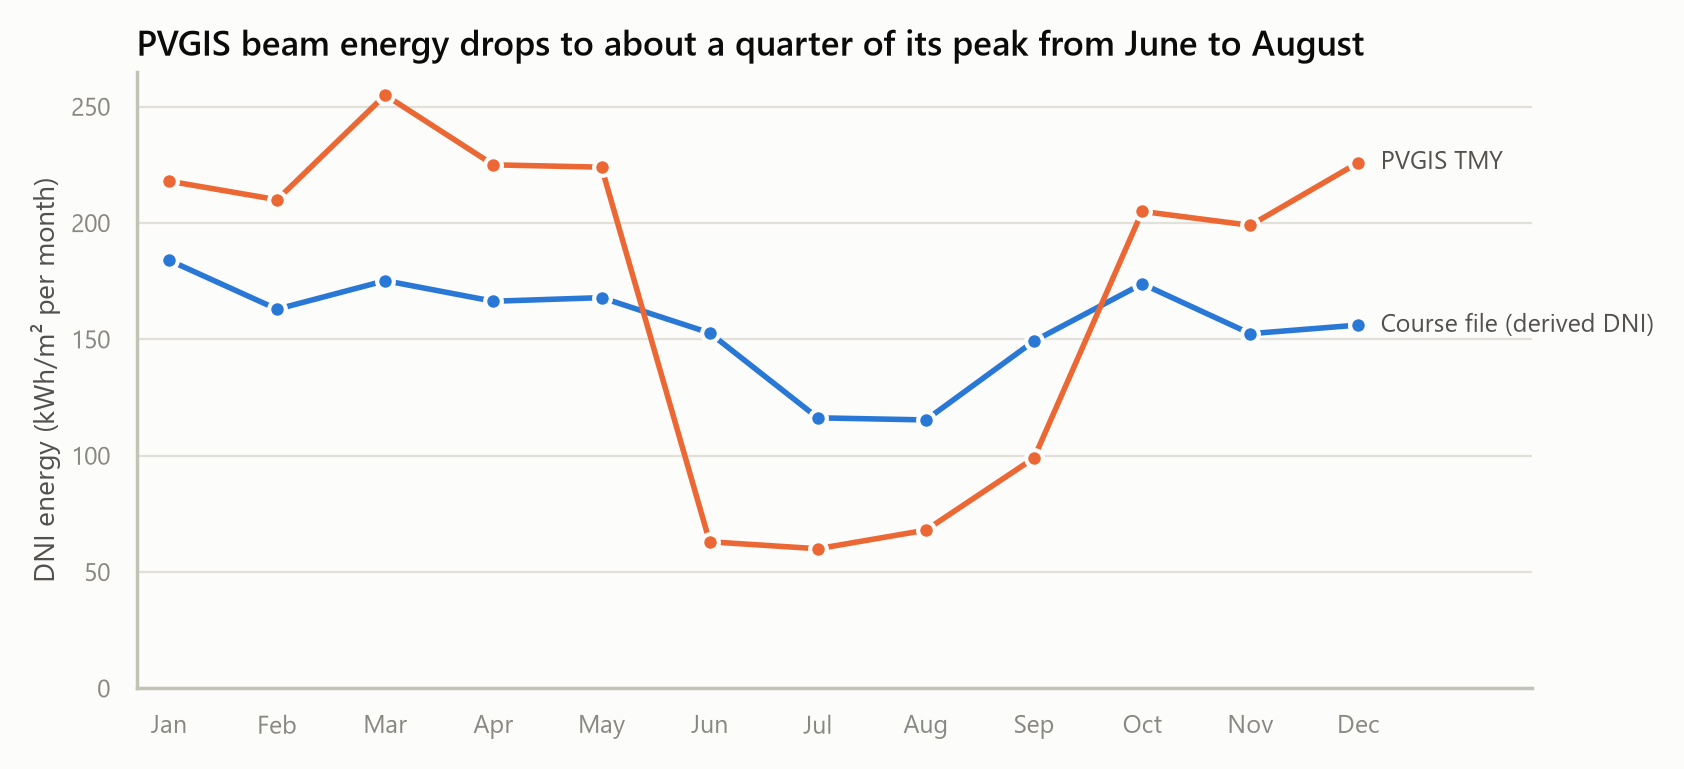 PVGIS beam energy drops to about a quarter of its peak from June to August
DNI energy (kWh/m² per month)
250
200
150
100
50
0
PVGIS TMY
Course file (derived DNI)
Jan Feb Mar Apr May Jun Jul Aug Sep Oct Nov Dec